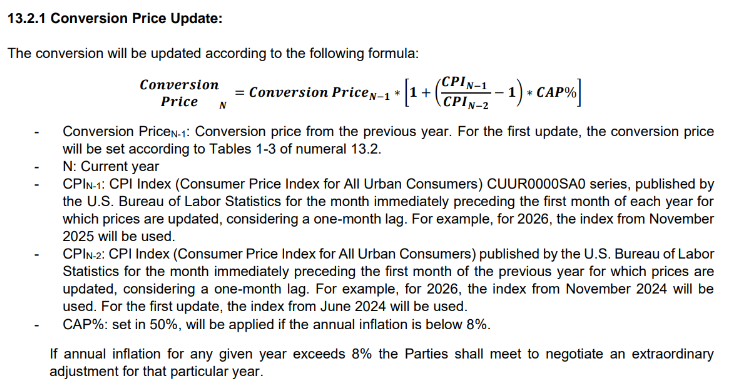 13.2.1 Conversion Price Update:
The conversion will be updated according to the following formula:
Conversion Price N = Conversion Price N−1 * [1 + (CPI N−1 / CPI N−2 − 1) * CAP%]
- Conversion PriceN-1: Conversion price from the previous year. For the first update, the conversion price
will be set according to Tables 1-3 of numeral 13.2.
- N: Current year
- CPIN-1: CPI Index (Consumer Price Index for All Urban Consumers) CUUR0000SA0 series, published by
the U.S. Bureau of Labor Statistics for the month immediately preceding the first month of each year for
which prices are updated, considering a one-month lag. For example, for 2026, the index from November
2025 will be used.
- CPIN-2: CPI Index (Consumer Price Index for All Urban Consumers) published by the U.S. Bureau of Labor
Statistics for the month immediately preceding the first month of the previous year for which prices are
updated, considering a one-month lag. For example, for 2026, the index from November 2024 will be
used. For the first update, the index from June 2024 will be used.
- CAP%: set in 50%, will be applied if the annual inflation is below 8%.
If annual inflation for any given year exceeds 8% the Parties shall meet to negotiate an extraordinary
adjustment for that particular year.